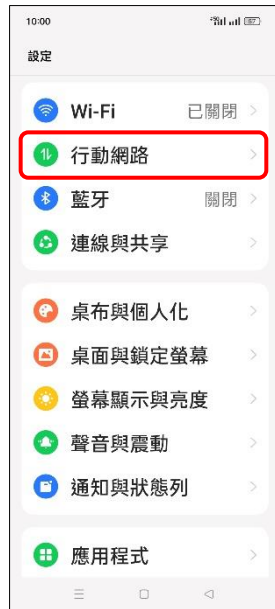 10:00
設定
Wi-Fi 已關閉
行動網路
藍牙 關閉
連線與共享
桌布與個人化
桌面與鎖定螢幕
螢幕顯示與亮度
聲音與震動
通知與狀態列
應用程式